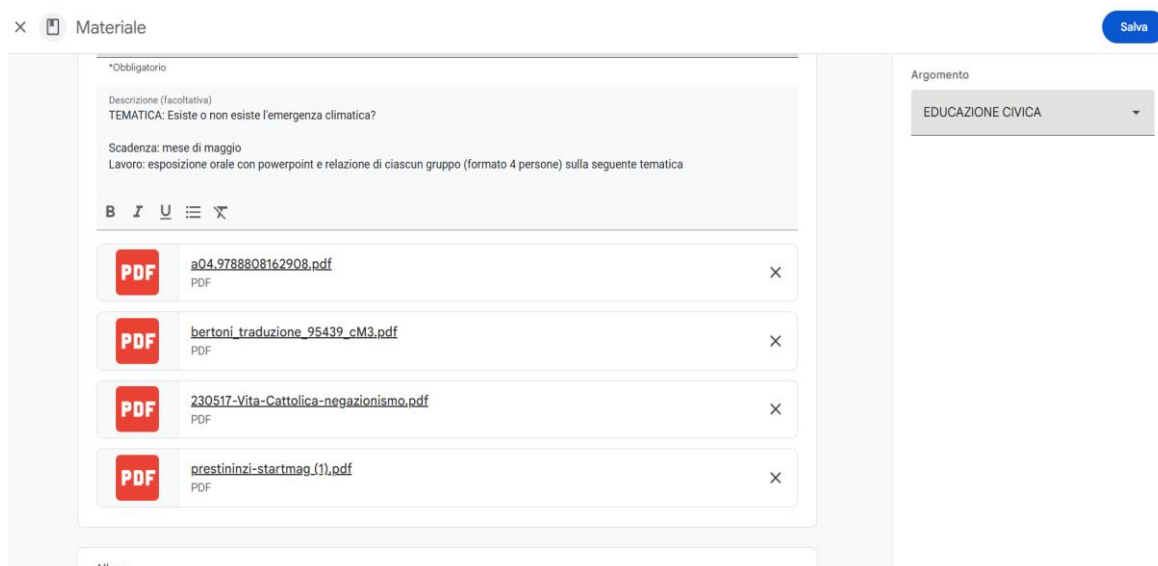 Materiale
Salva
*Obbligatorio
Descrizione (facoltativa)
TEMATICA: Esiste o non esiste l'emergenza climatica?
Scadenza: mese di maggio
Lavoro: esposizione orale con powerpoint e relazione di ciascun gruppo (formato 4 persone) sulla seguente tematica
B I U
PDF
a04.9788808162908.pdf
PDF
PDF
bertoni_traduzione_95439_cM3.pdf
PDF
PDF
230517-Vita-Cattolica-negazionismo.pdf
PDF
PDF
prestininzi-startmag (1).pdf
PDF
Argomento
EDUCAZIONE CIVICA